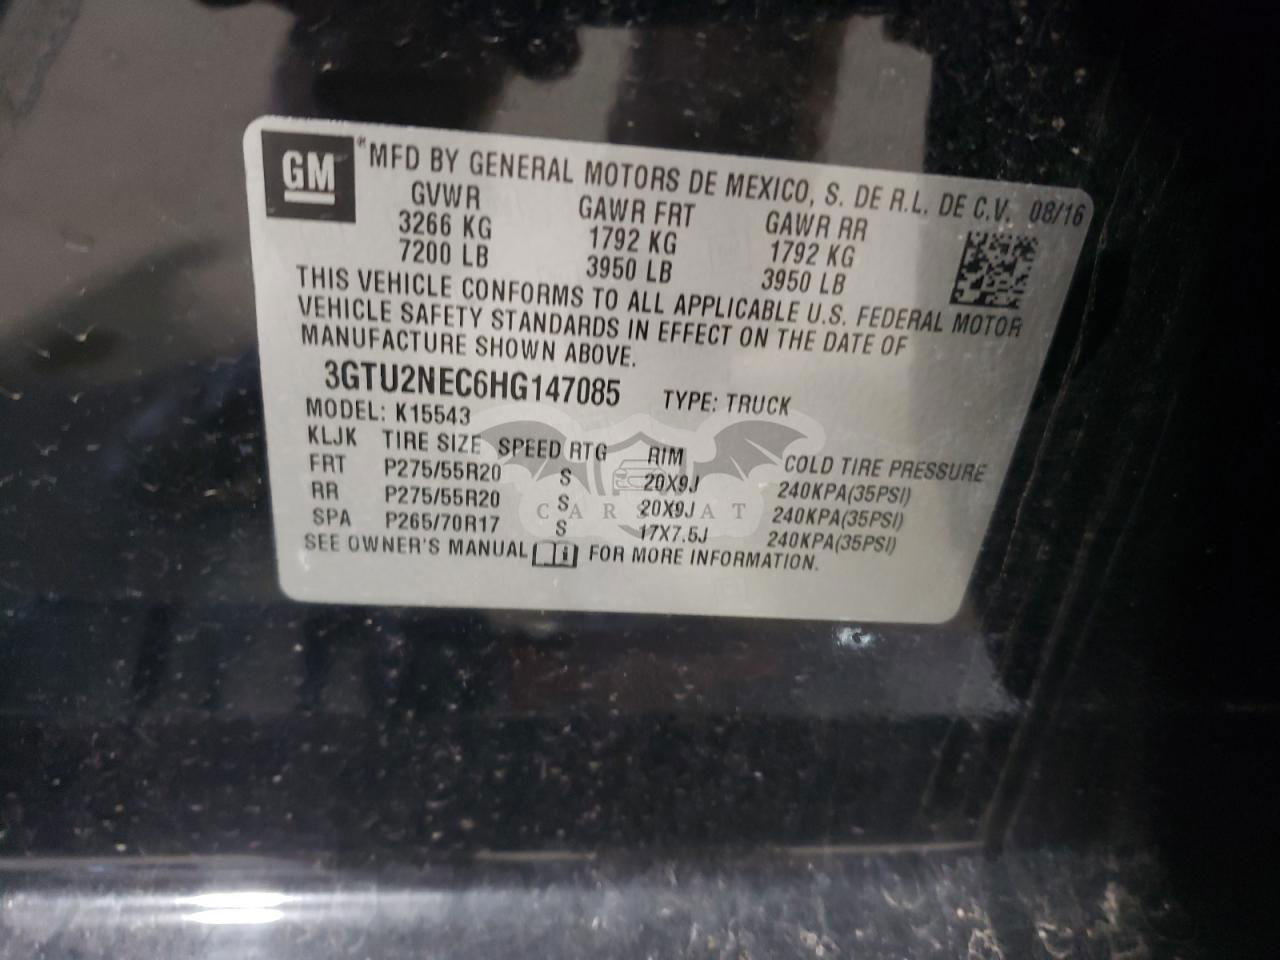 GM
*MFD BY GENERAL MOTORS DE MEXICO, S. DE R.L. DE C.V. 08/16
GVWR GAWR FRT GAWR RR
3266 KG 1792 KG 1792 KG
7200 LB 3950 LB 3950 LB
THIS VEHICLE CONFORMS TO ALL APPLICABLE U.S. FEDERAL MOTOR
VEHICLE SAFETY STANDARDS IN EFFECT ON THE DATE OF
MANUFACTURE SHOWN ABOVE.
3GTU2NEC6HG147085 TYPE: TRUCK
MODEL: K15543
KLJK TIRE SIZE SPEED RTG RIM COLD TIRE PRESSURE
FRT P275/55R20 S 20X9J 240KPA(35PSI)
RR P275/55R20 S 20X9J 240KPA(35PSI)
SPA P265/70R17 S 17X7.5J 240KPA(35PSI)
SEE OWNER'S MANUAL FOR MORE INFORMATION.